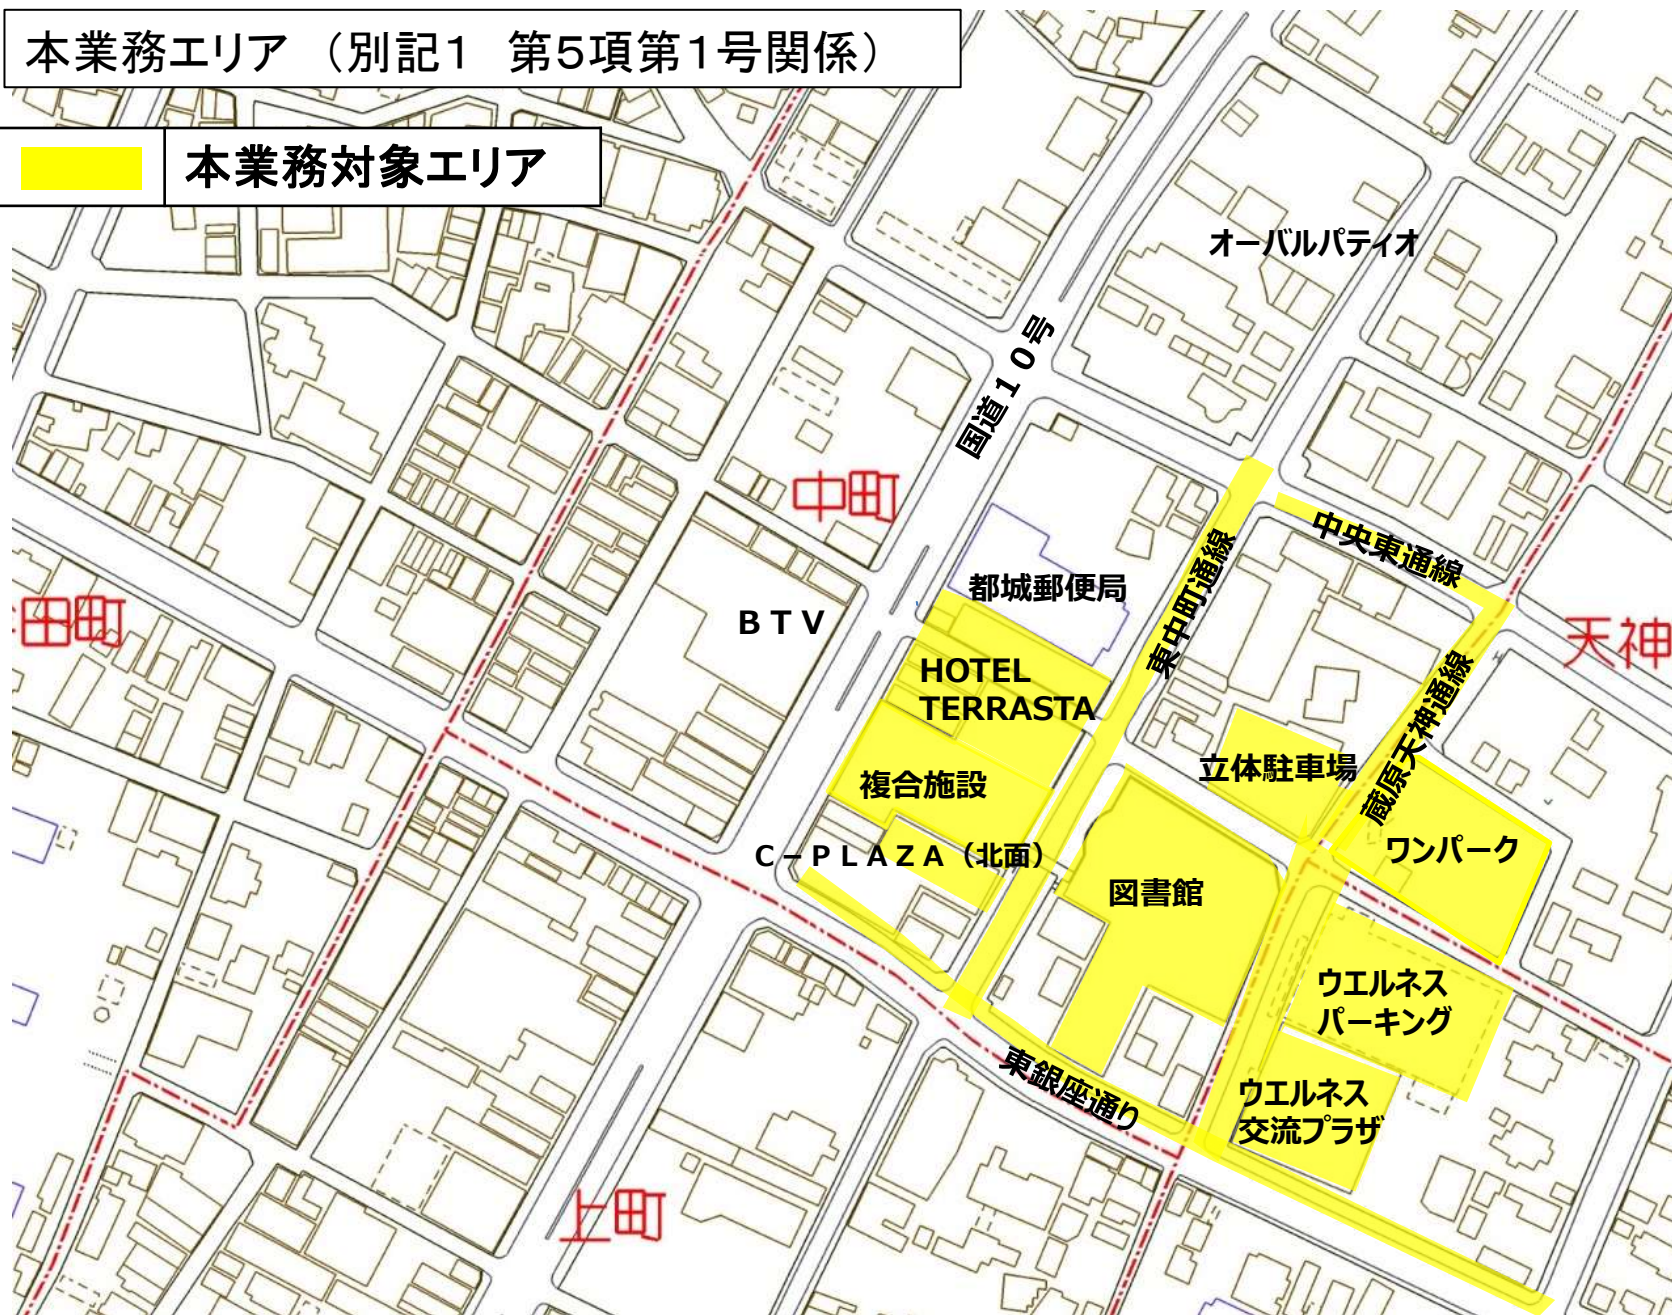 本業務エリア （別記1　第5項第1号関係）
本業務対象エリア
オーバルパティオ
国道１０号
中町
中央東通線
東中町通線
都城郵便局
ＢＴＶ
田町
天神
HOTEL
TERRASTA
蔵原天神通線
立体駐車場
複合施設
ワンパーク
Ｃ－ＰＬＡＺＡ（北面）
図書館
ウエルネス
パーキング
東銀座通り
ウエルネス
交流プラザ
上町